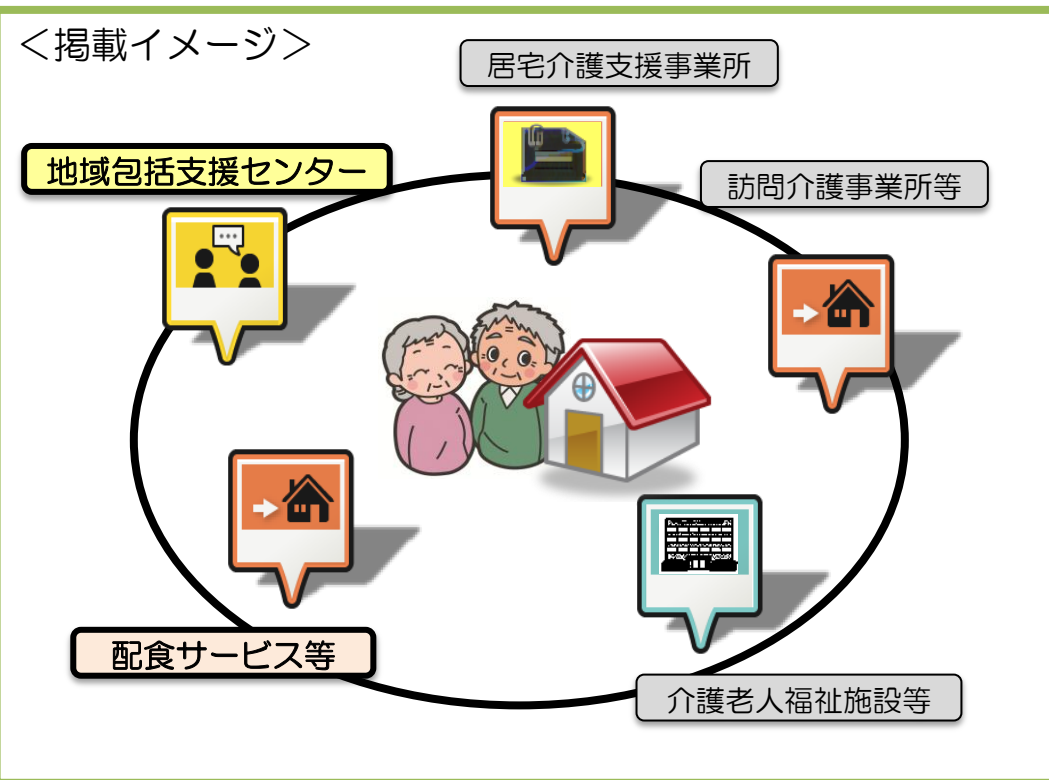 ＜掲載イメージ＞
居宅介護支援事業所
地域包括支援センター
訪問介護事業所等
配食サービス等
介護老人福祉施設等